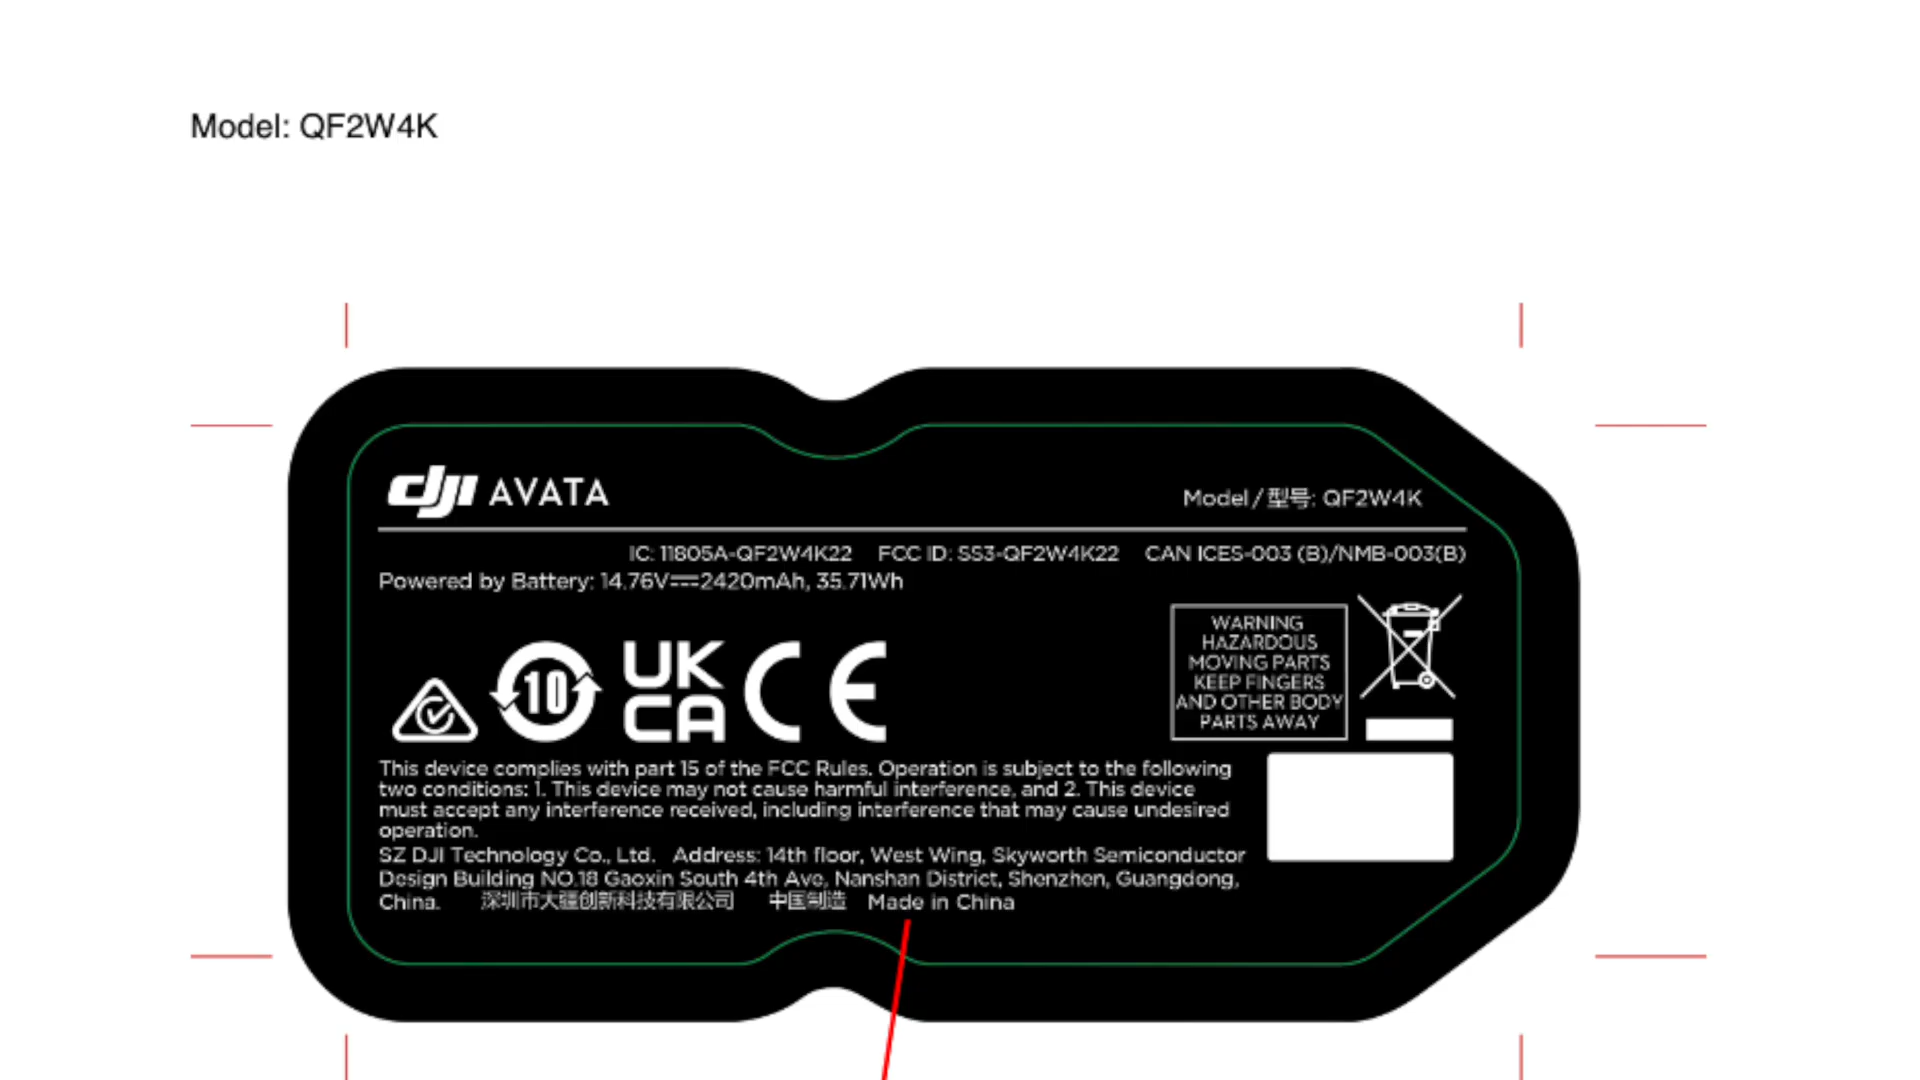 Model: QF2W4K
dji AVATA
Model / 型号: QF2W4K
IC: 11805A-QF2W4K22 FCC ID: SS3-QF2W4K22 CAN ICES-003 (B)/NMB-003(B)
Powered by Battery: 14.76V⎓2420mAh, 35.71Wh
WARNING
HAZARDOUS
MOVING PARTS
KEEP FINGERS
AND OTHER BODY
PARTS AWAY
10
UK
CA
CE
This device complies with part 15 of the FCC Rules. Operation is subject to the following
two conditions: 1. This device may not cause harmful interference, and 2. This device
must accept any interference received, including interference that may cause undesired
operation.
SZ DJI Technology Co., Ltd. Address: 14th floor, West Wing, Skyworth Semiconductor
Design Building NO.18 Gaoxin South 4th Ave, Nanshan District, Shenzhen, Guangdong,
China. 深圳市大疆创新科技有限公司 中国制造 Made in China